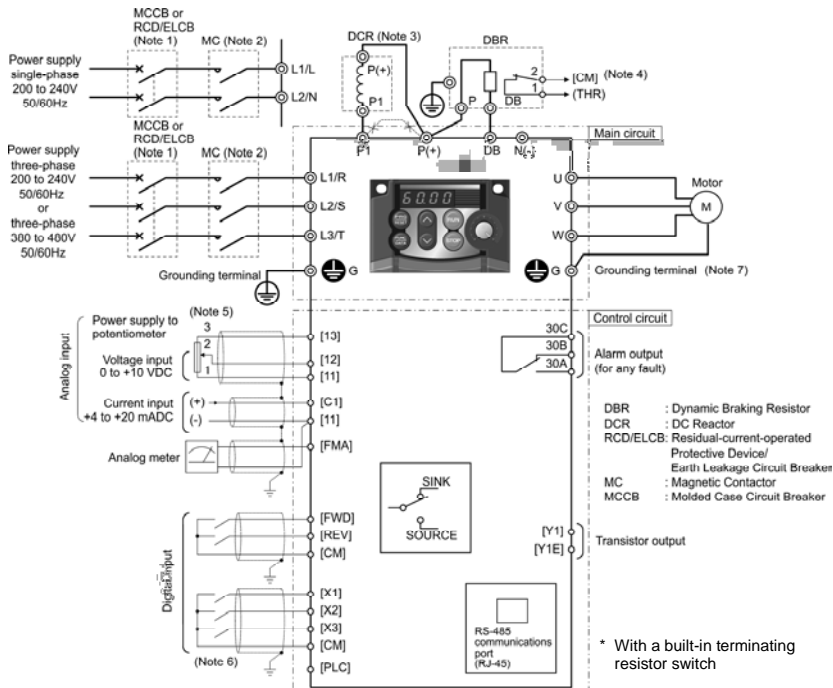 MCCB or
RCD/ELCB
(Note 1)
MC (Note 2)
Power supply
single-phase
200 to 240V
50/60Hz
L1/L
L2/N
DCR (Note 3)
P(+)
P1
DBR
2
1
DB
P
[CM] (Note 4)
(THR)
MCCB or
RCD/ELCB
(Note 1)
MC (Note 2)
Power supply
three-phase
200 to 240V
50/60Hz
or
three-phase
380 to 480V
50/60Hz
Main circuit
P1
P(+)
DB
N(-)
L1/R
L2/S
L3/T
60.00
RUN
STOP
U
V
W
Motor
M
Grounding terminal
G
G
Grounding terminal (Note 7)
Control circuit
Analog input
(Note 5)
Power supply to
potentiometer
3
2
1
Voltage input
0 to +10 VDC
[13]
[12]
[11]
Current input
+4 to +20 mADC
(+)
(-)
[C1]
[11]
Analog meter
[FMA]
30C
30B
30A
Alarm output
(for any fault)
DBR : Dynamic Braking Resistor
DCR : DC Reactor
RCD/ELCB: Residual-current-operated
Protective Device/
Earth Leakage Circuit Breaker
MC : Magnetic Contactor
MCCB : Molded Case Circuit Breaker
SINK
SOURCE
Digital input
[FWD]
[REV]
[CM]
[X1]
[X2]
[X3]
[CM]
(Note 6)
[PLC]
[Y1]
[Y1E]
Transistor output
RS-485
communications
port
(RJ-45)
* With a built-in terminating
resistor switch